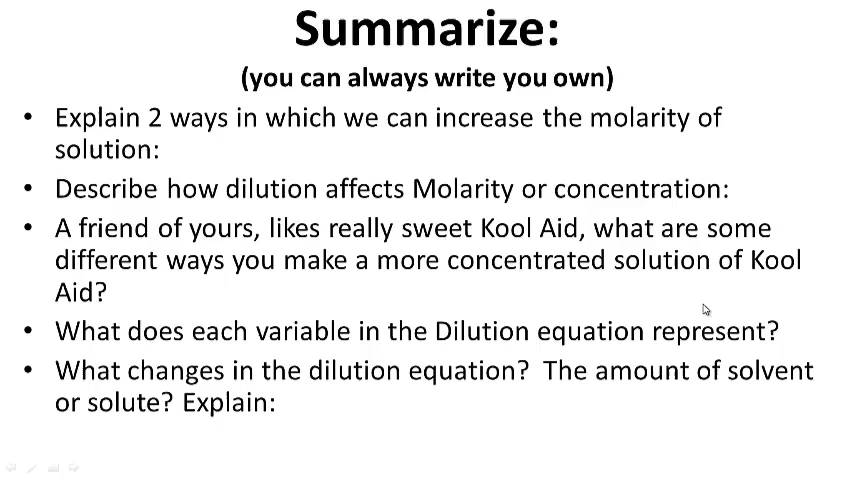 Summarize:
(you can always write you own)
• Explain 2 ways in which we can increase the molarity of
solution:
• Describe how dilution affects Molarity or concentration:
• A friend of yours, likes really sweet Kool Aid, what are some
different ways you make a more concentrated solution of Kool
Aid?
• What does each variable in the Dilution equation represent?
• What changes in the dilution equation?  The amount of solvent
or solute? Explain: